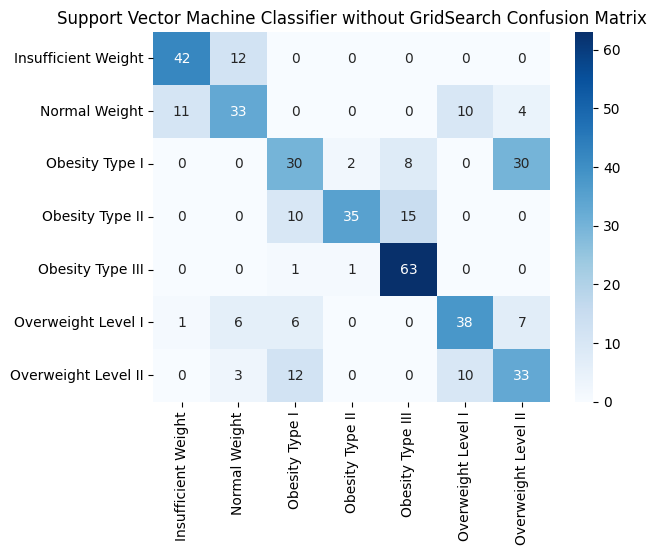 Support Vector Machine Classifier without GridSearch Confusion Matrix
Insufficient Weight 42 12 0 0 0 0 0
Normal Weight 11 33 0 0 0 10 4
Obesity Type I 0 0 30 2 8 0 30
Obesity Type II 0 0 10 35 15 0 0
Obesity Type III 0 0 1 1 63 0 0
Overweight Level I 1 6 6 0 0 38 7
Overweight Level II 0 3 12 0 0 10 33
Insufficient Weight
Normal Weight
Obesity Type I
Obesity Type II
Obesity Type III
Overweight Level I
Overweight Level II
60
50
40
30
20
10
0